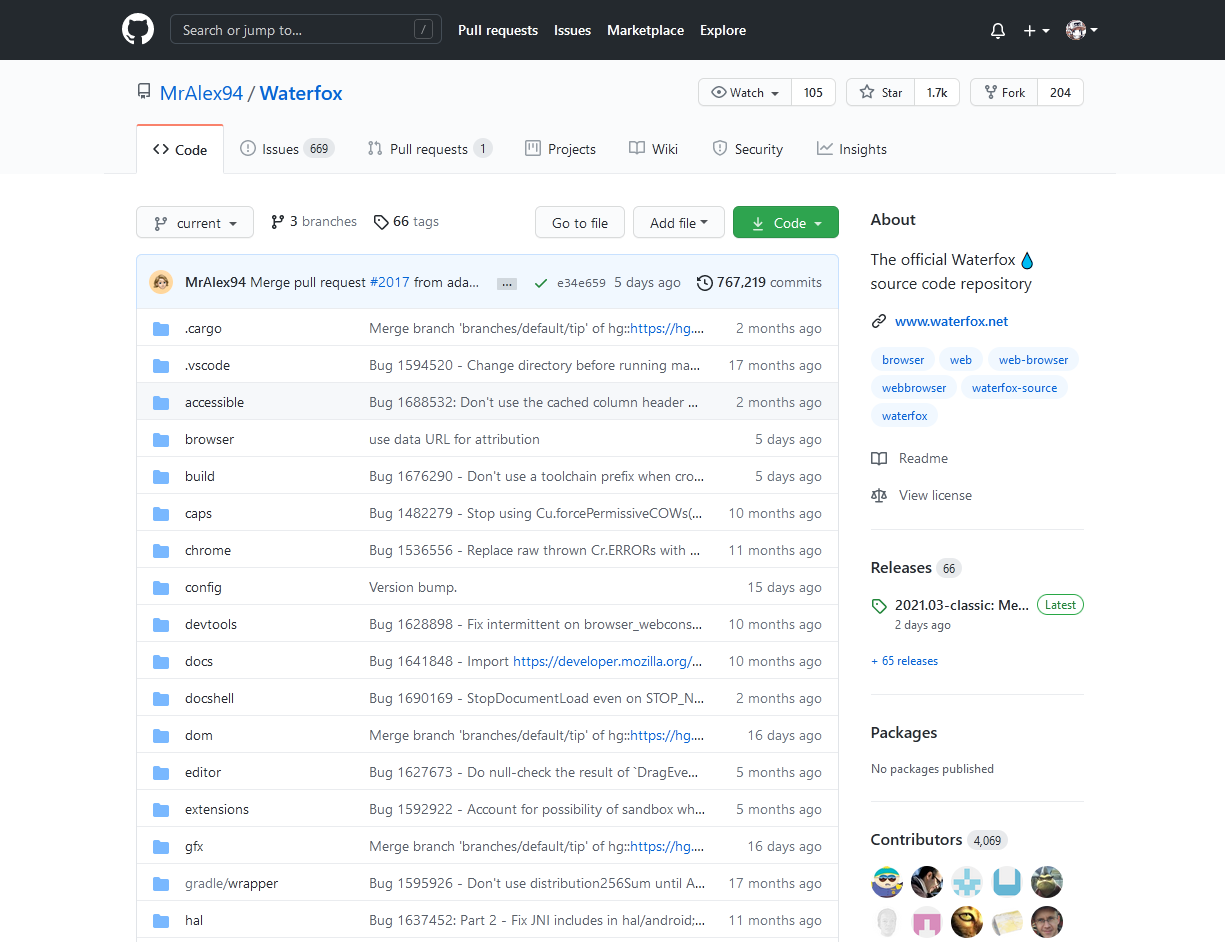 Search or jump to... / Pull requests Issues Marketplace Explore
MrAlex94 / Waterfox Watch 105 Star 1.7k Fork 204
Code Issues 669 Pull requests 1 Projects Wiki Security Insights
current 3 branches 66 tags Go to file Add file Code
MrAlex94 Merge pull request #2017 from ada... ... e34e659 5 days ago 767,219 commits
.cargo Merge branch 'branches/default/tip' of hg::https://hg.... 2 months ago
.vscode Bug 1594520 - Change directory before running ma... 17 months ago
accessible Bug 1688532: Don't use the cached column header ... 2 months ago
browser use data URL for attribution 5 days ago
build Bug 1676290 - Don't use a toolchain prefix when cro... 5 days ago
caps Bug 1482279 - Stop using Cu.forcePermissiveCOWs(... 10 months ago
chrome Bug 1536556 - Replace raw thrown Cr.ERRORs with ... 11 months ago
config Version bump. 15 days ago
devtools Bug 1628898 - Fix intermittent on browser_webcons... 10 months ago
docs Bug 1641848 - Import https://developer.mozilla.org/... 10 months ago
docshell Bug 1690169 - StopDocumentLoad even on STOP_N... 2 months ago
dom Merge branch 'branches/default/tip' of hg::https://hg.... 16 days ago
editor Bug 1627673 - Do null-check the result of `DragEve... 5 months ago
extensions Bug 1592922 - Account for possibility of sandbox wh... 5 months ago
gfx Merge branch 'branches/default/tip' of hg::https://hg.... 16 days ago
gradle/wrapper Bug 1595926 - Don't use distribution256Sum until A... 17 months ago
hal Bug 1637452: Part 2 - Fix JNI includes in hal/android;... 11 months ago
About
The official Waterfox 💧
source code repository
www.waterfox.net
browser web web-browser
webbrowser waterfox-source
waterfox
Readme
View license
Releases 66
2021.03-classic: Me... Latest
2 days ago
+ 65 releases
Packages
No packages published
Contributors 4,069